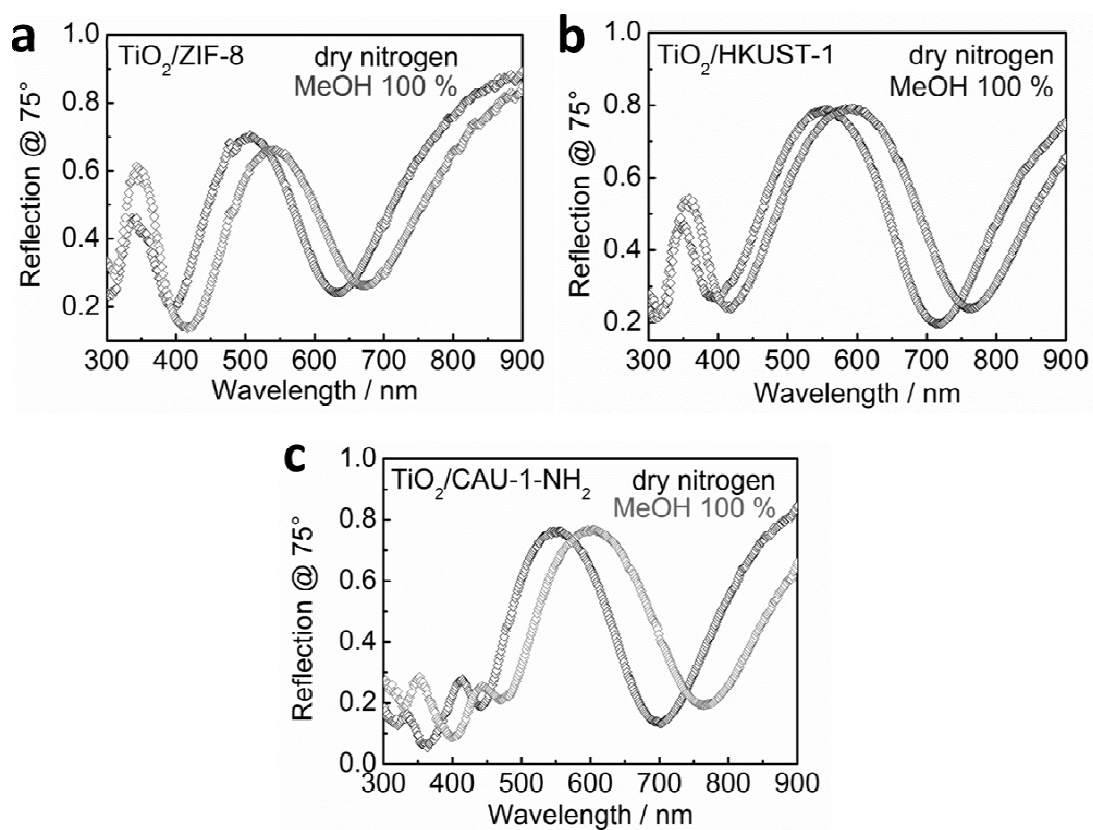 a
TiO2/ZIF-8
dry nitrogen
MeOH 100 %
Reflection @ 75°
1.0
0.8
0.6
0.4
0.2
300 400 500 600 700 800 900
Wavelength / nm
b
TiO2/HKUST-1
dry nitrogen
MeOH 100 %
Reflection @ 75°
1.0
0.8
0.6
0.4
0.2
300 400 500 600 700 800 900
Wavelength / nm
c
TiO2/CAU-1-NH2
dry nitrogen
MeOH 100 %
Reflection @ 75°
1.0
0.8
0.6
0.4
0.2
0.0
300 400 500 600 700 800 900
Wavelength / nm